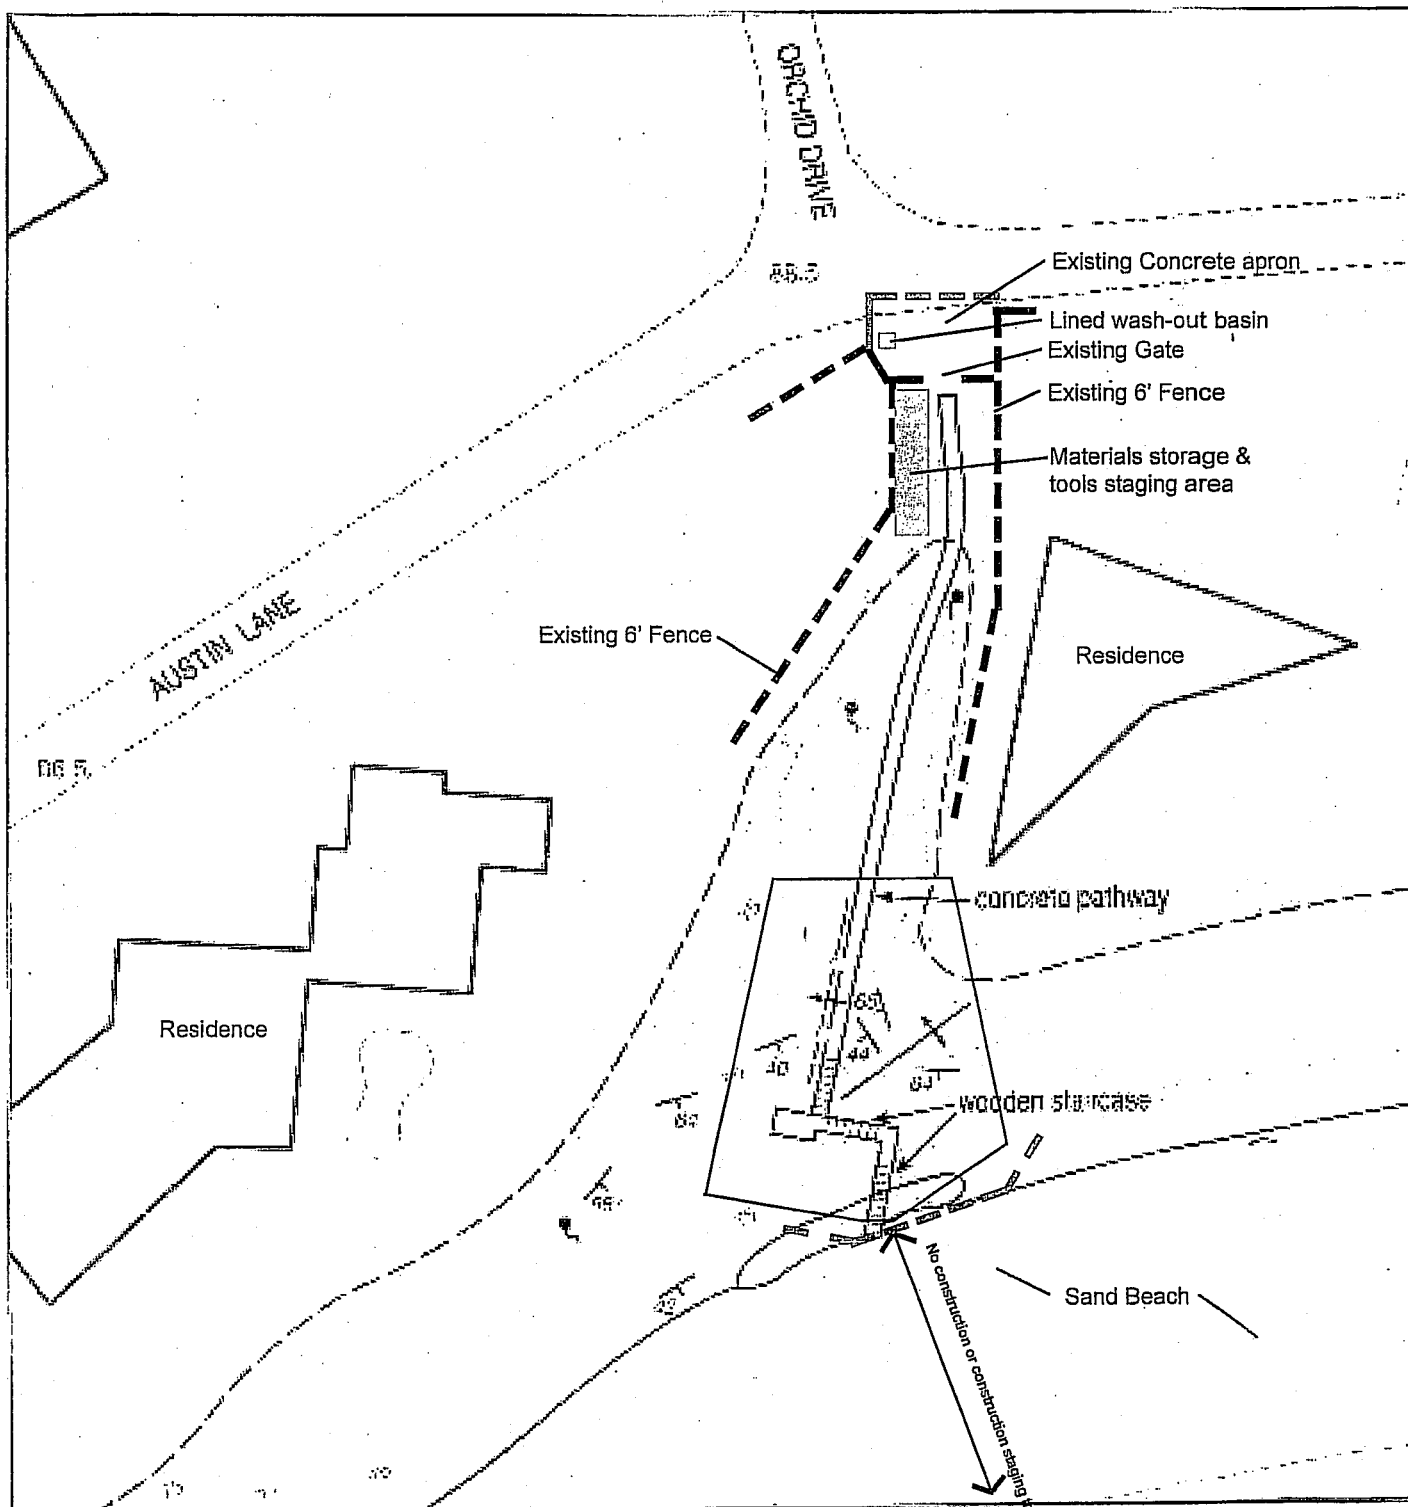 ORCHID DRIVE
Existing Concrete apron
Lined wash-out basin
Existing Gate
Existing 6' Fence
Materials storage &
tools staging area
AUSTIN LANE
Existing 6' Fence
Residence
concrete pathway
Residence
wooden staircase
No construction or construction staging
Sand Beach